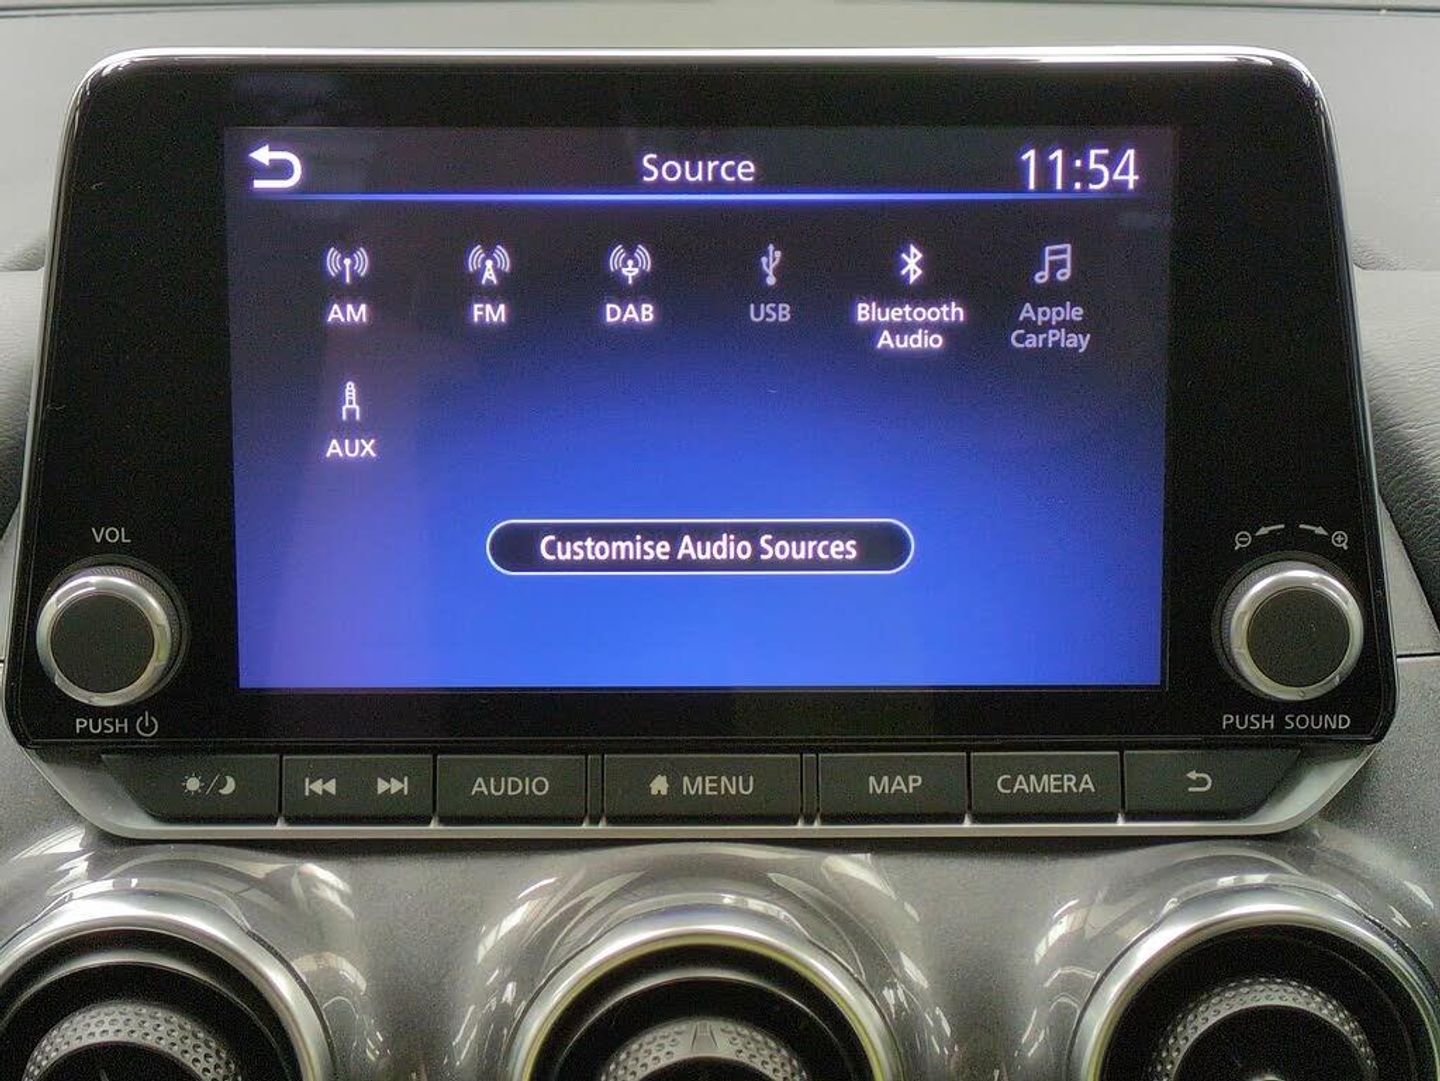 Source
11:54
AM
FM
DAB
USB
Bluetooth
Audio
Apple
CarPlay
AUX
Customise Audio Sources
VOL
PUSH
PUSH SOUND
AUDIO
MENU
MAP
CAMERA